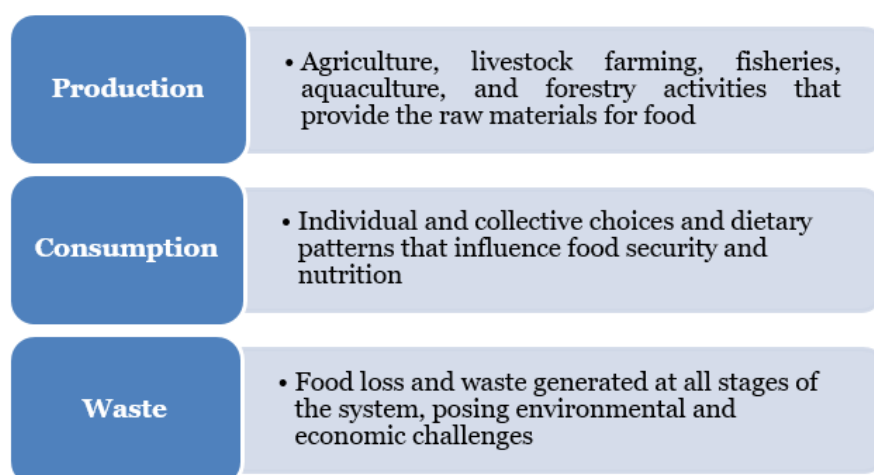 Production
• Agriculture, livestock farming, fisheries,
aquaculture, and forestry activities that
provide the raw materials for food
Consumption
• Individual and collective choices and dietary
patterns that influence food security and
nutrition
Waste
• Food loss and waste generated at all stages of
the system, posing environmental and
economic challenges